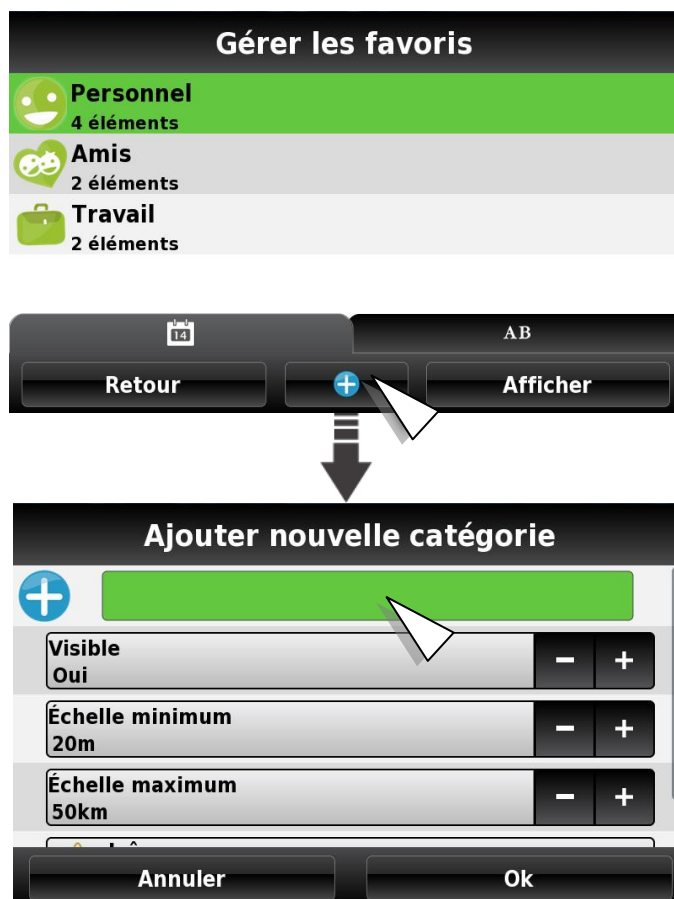 Gérer les favoris
Personnel
4 éléments
Amis
2 éléments
Travail
2 éléments
14
AB
Retour
Afficher
Ajouter nouvelle catégorie
Visible
Oui
Échelle minimum
20m
Échelle maximum
50km
Annuler
Ok